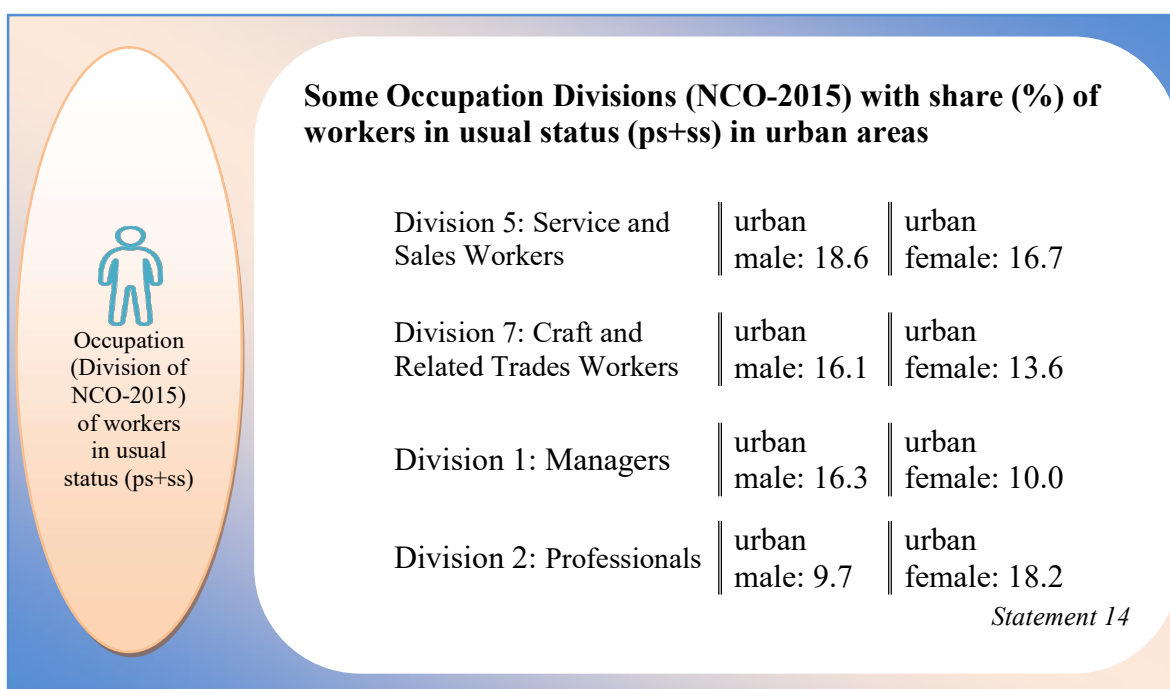 Some Occupation Divisions (NCO-2015) with share (%) of
workers in usual status (ps+ss) in urban areas
Occupation
(Division of
NCO-2015)
of workers
in usual
status (ps+ss)
Division 5: Service and
Sales Workers
urban
male: 18.6
urban
female: 16.7
Division 7: Craft and
Related Trades Workers
urban
male: 16.1
urban
female: 13.6
Division 1: Managers
urban
male: 16.3
urban
female: 10.0
Division 2: Professionals
urban
male: 9.7
urban
female: 18.2
Statement 14